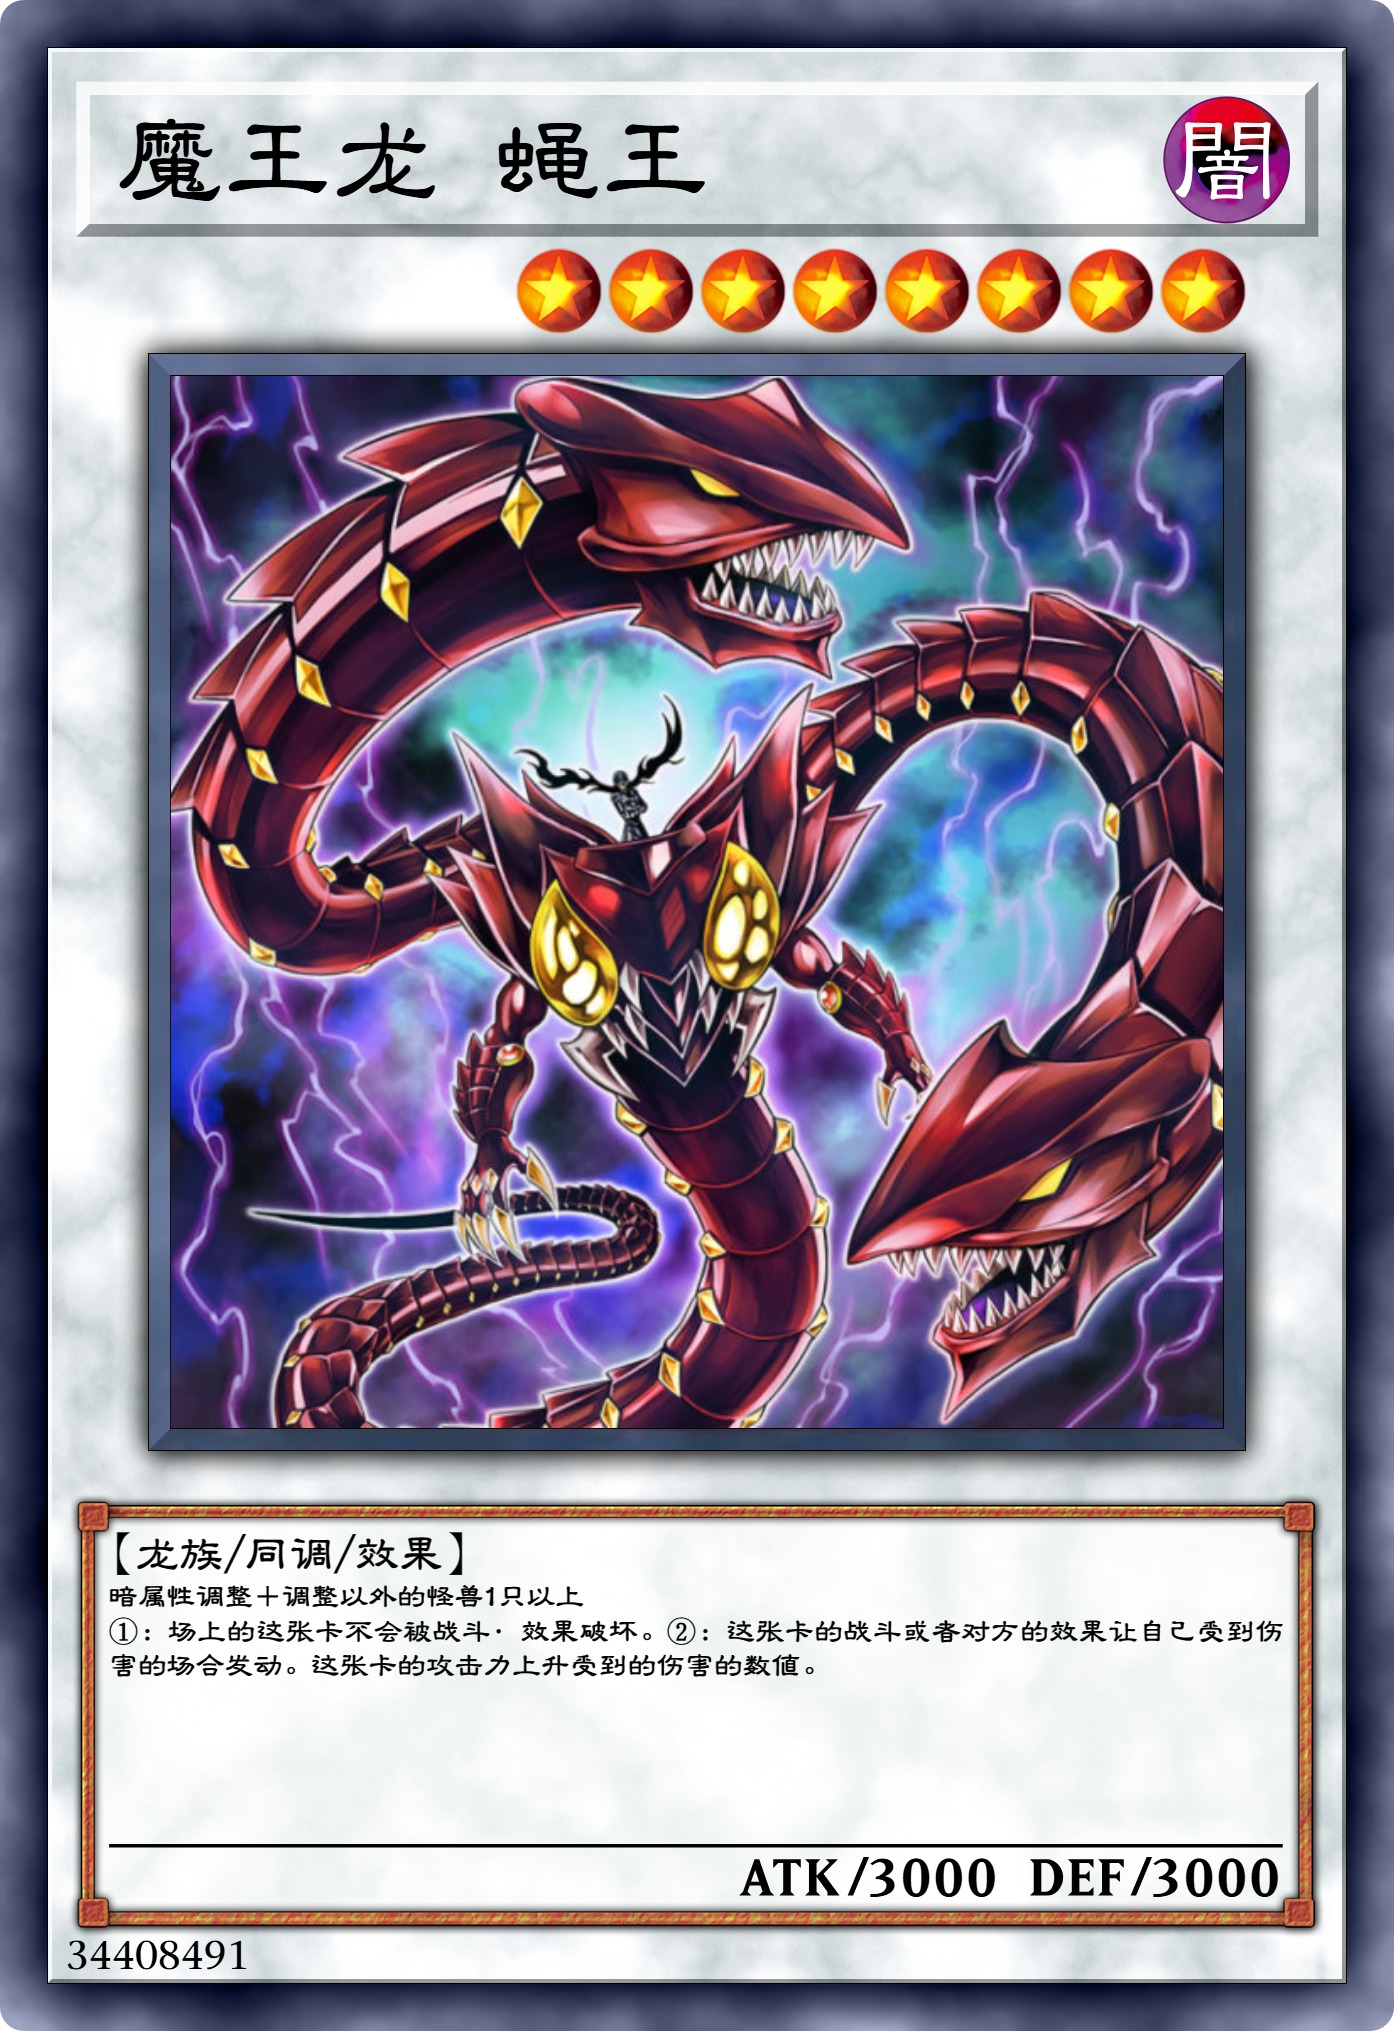 魔王龙 蝇王
闇
【龙族/同调/效果】
暗属性调整＋调整以外的怪兽1只以上
①：场上的这张卡不会被战斗·效果破坏。②：这张卡的战斗或者对方的效果让自己受到伤
害的场合发动。这张卡的攻击力上升受到的伤害的数值。
ATK/3000 DEF/3000
34408491